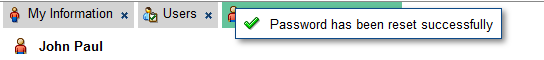 My Information x Users x
Password has been reset successfully
John Paul